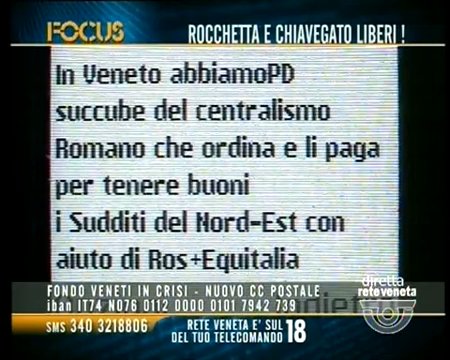 FOCUS
ROCCHETTA E CHIAVEGATO LIBERI !
In Veneto abbiamoPD
succube del centralismo
Romano che ordina e li paga
per tenere buoni
i Sudditi del Nord-Est con
aiuto di Ros+Equitalia
diretta
reteveneta
FONDO VENETI IN CRISI - NUOVO CC POSTALE
iban IT74 N076 0112 0000 0101 7942 739
SMS 340 3218806
RETE VENETA E' SUL
DEL TUO TELECOMANDO 18